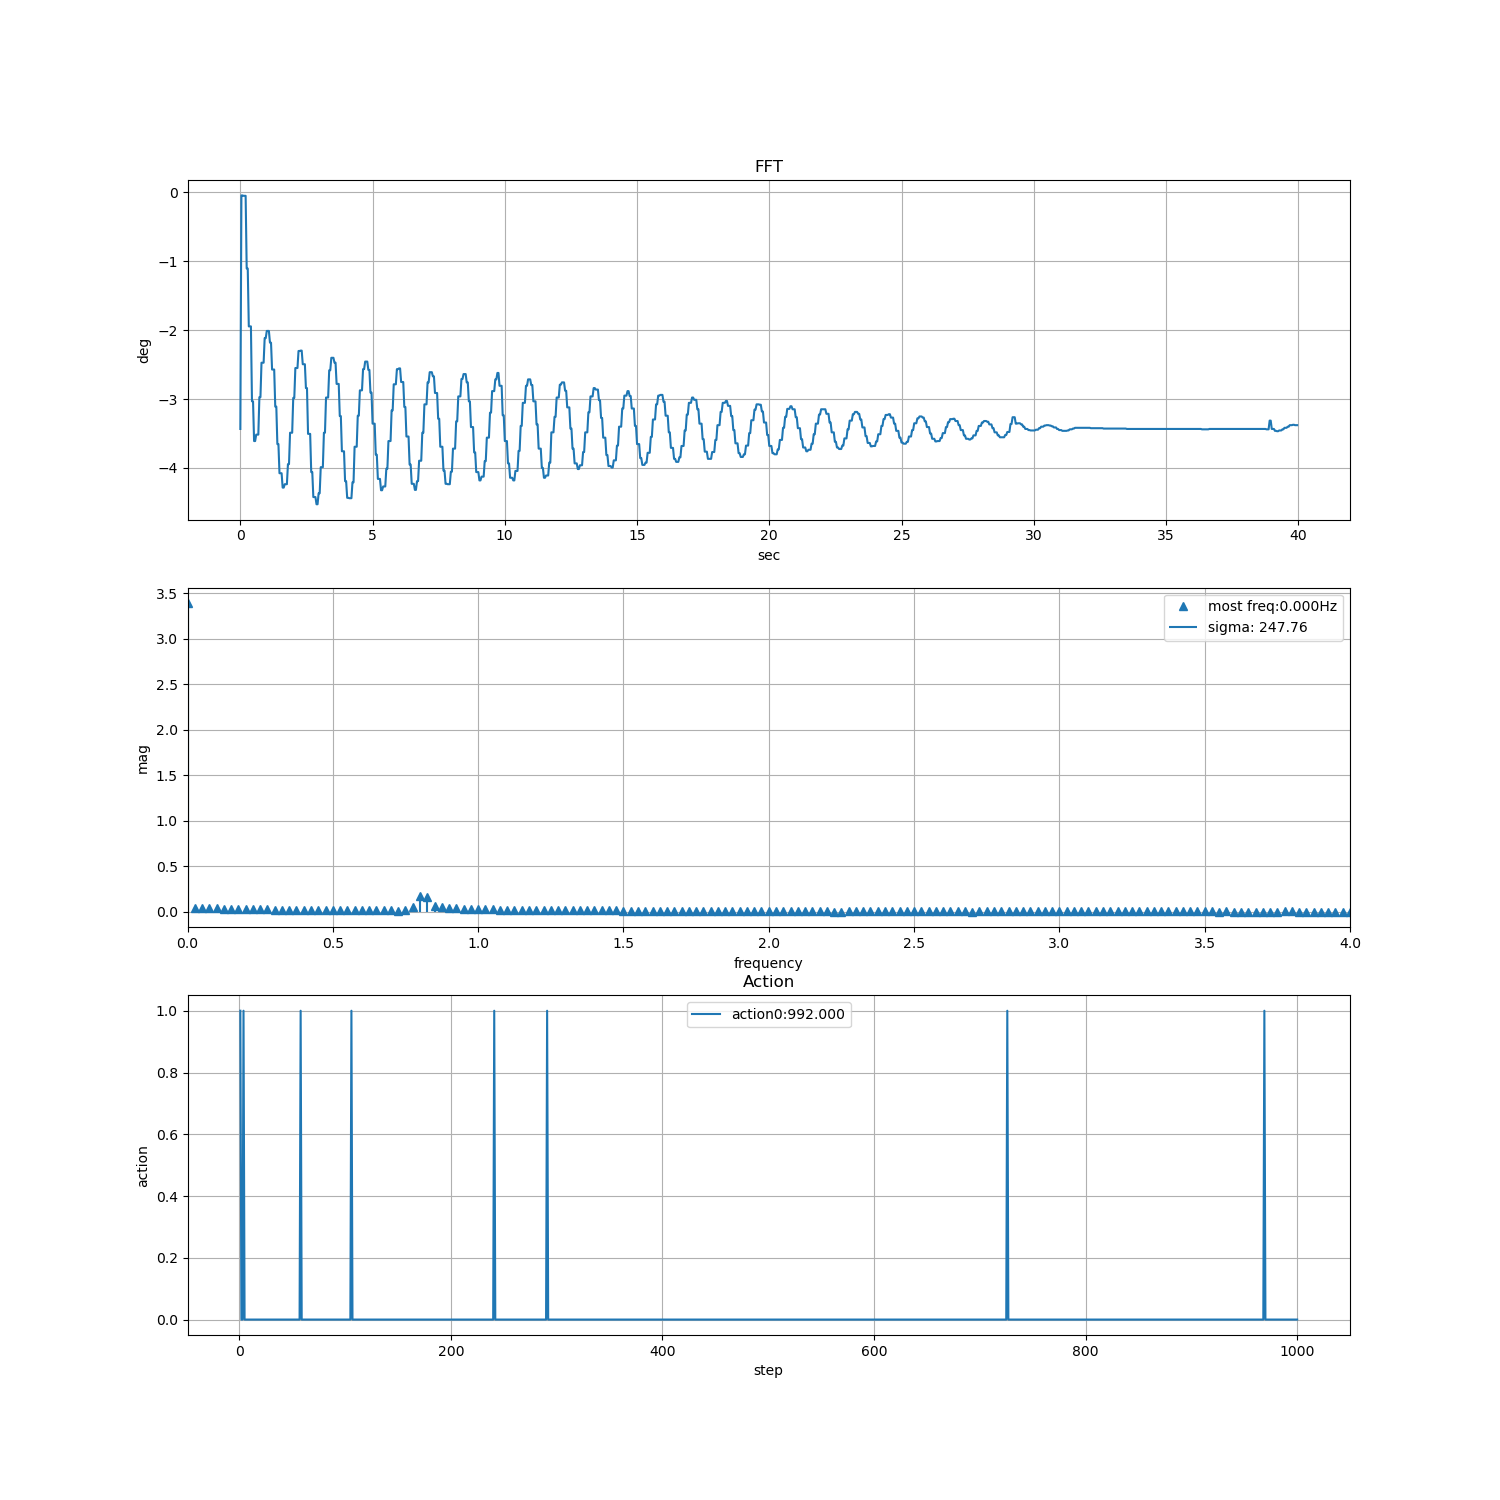 FFT
0
−1
−2
−3
−4
deg
0 5 10 15 20 25 30 35 40
sec
3.5
3.0
2.5
2.0
1.5
1.0
0.5
0.0
mag
most freq:0.000Hz
sigma: 247.76
0.0 0.5 1.0 1.5 2.0 2.5 3.0 3.5 4.0
frequency
Action
1.0
0.8
0.6
0.4
0.2
0.0
action
action0:992.000
0 200 400 600 800 1000
step